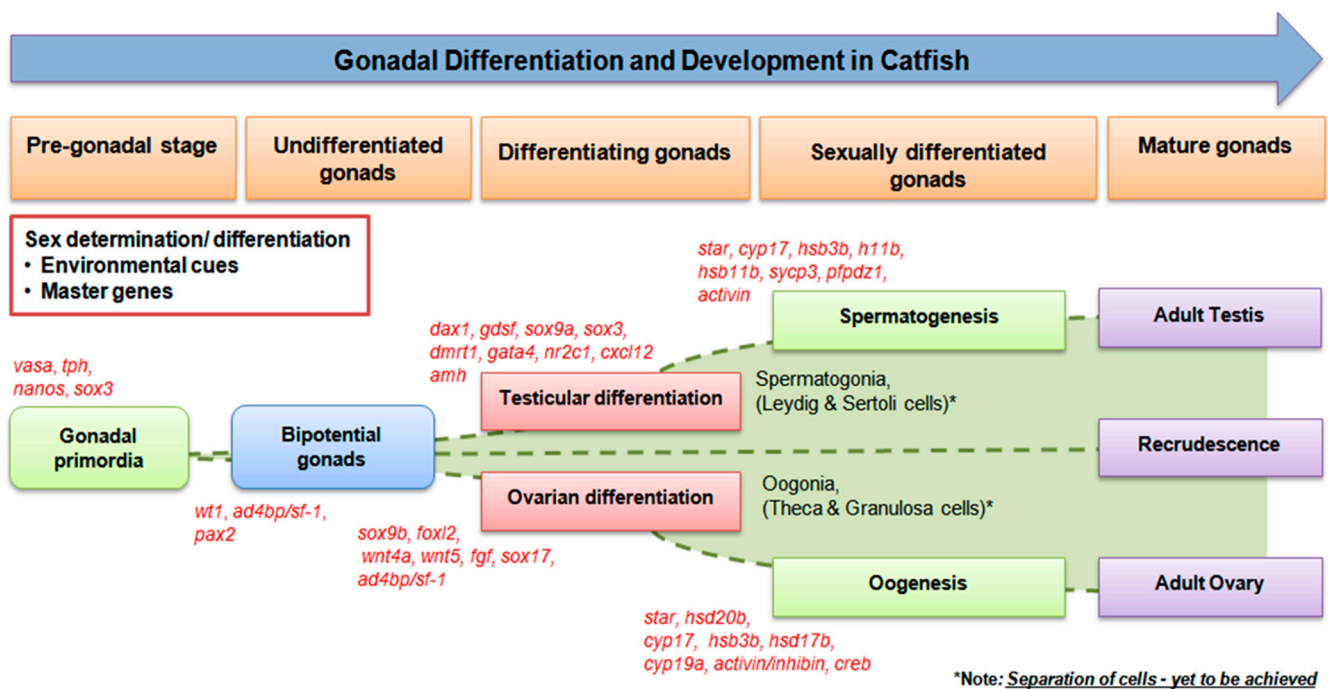 Gonadal Differentiation and Development in Catfish
Pre-gonadal stage
Undifferentiated
gonads
Differentiating gonads
Sexually differentiated
gonads
Mature gonads
Sex determination/ differentiation
• Environmental cues
• Master genes
star, cyp17, hsb3b, h11b,
hsb11b, sycp3, pfpdz1,
activin
Spermatogenesis
Adult Testis
dax1, gdsf, sox9a, sox3,
dmrt1, gata4, nr2c1, cxcl12
amh
Testicular differentiation
Spermatogonia,
(Leydig & Sertoli cells)*
vasa, tph,
nanos, sox3
Gonadal
primordia
Bipotential
gonads
Recrudescence
wt1, ad4bp/sf-1,
pax2
Ovarian differentiation
Oogonia,
(Theca & Granulosa cells)*
sox9b, foxl2,
wnt4a, wnt5, fgf, sox17,
ad4bp/sf-1
Oogenesis
Adult Ovary
star, hsd20b,
cyp17, hsb3b, hsd17b,
cyp19a, activin/inhibin, creb
*Note: Separation of cells - yet to be achieved